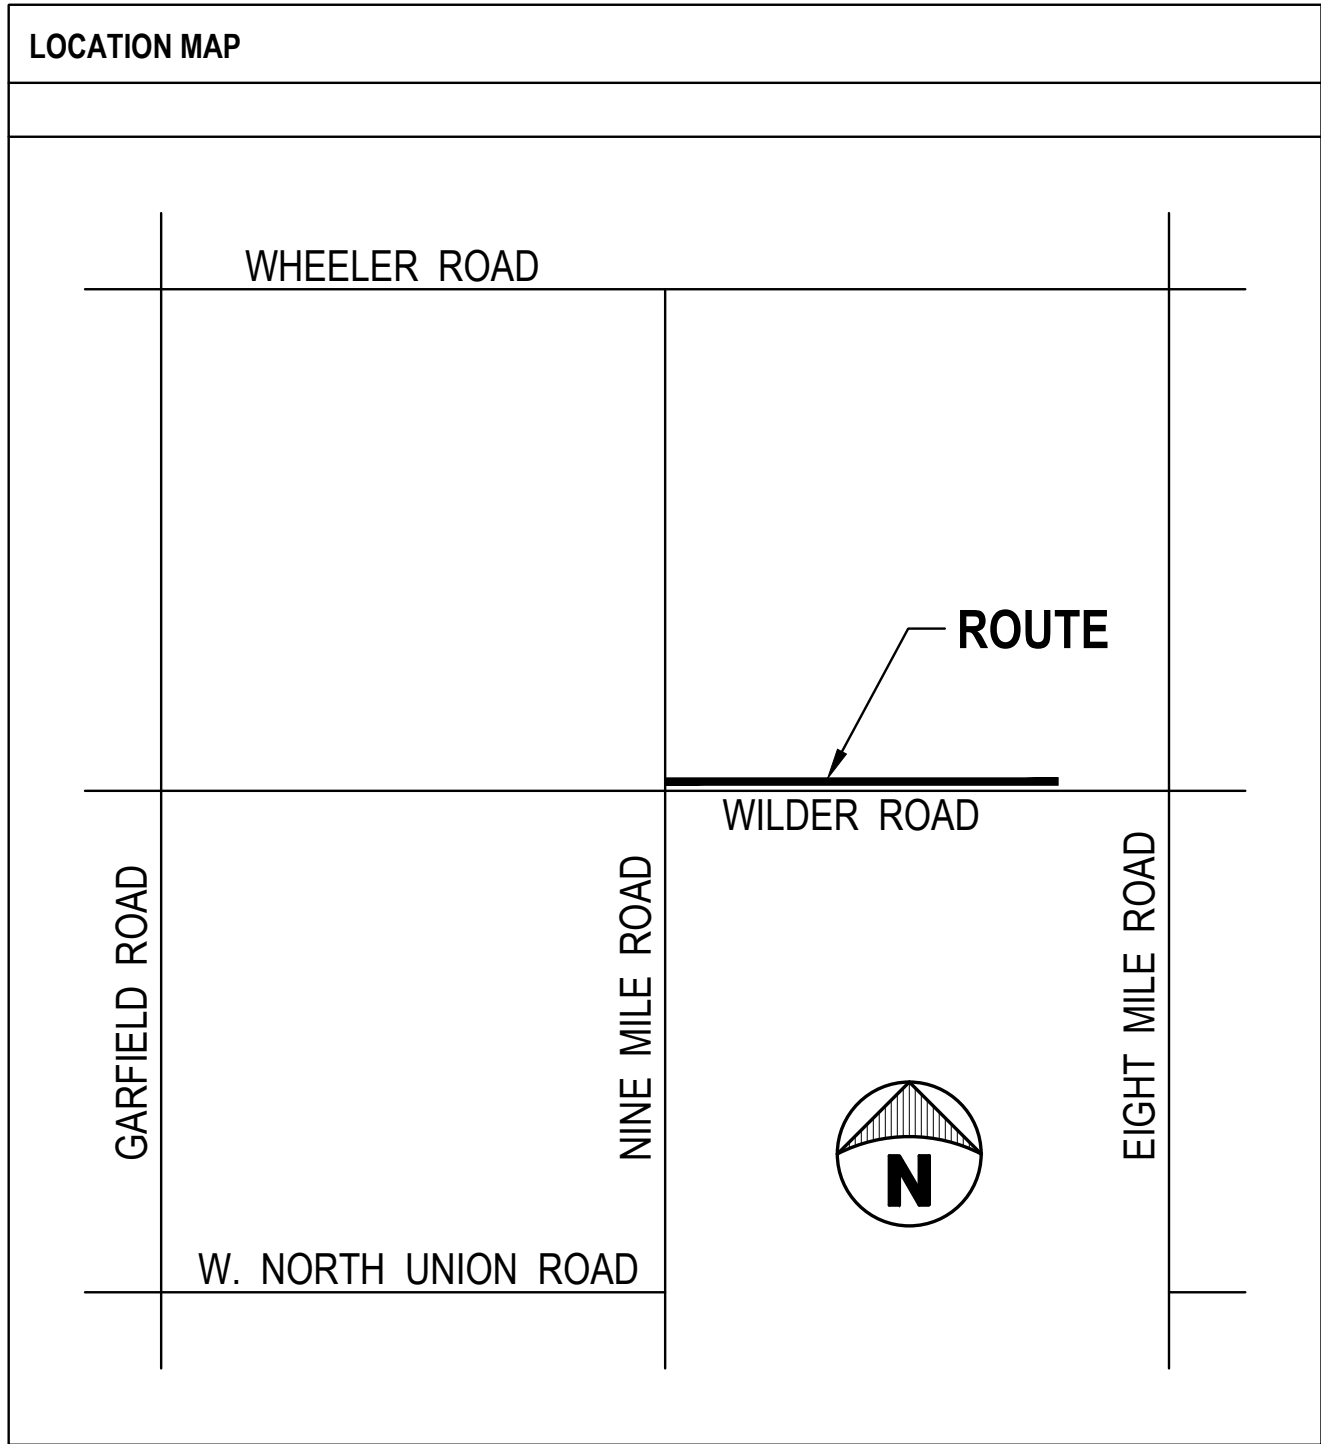 LOCATION MAP
WHEELER ROAD
ROUTE
WILDER ROAD
GARFIELD ROAD
NINE MILE ROAD
EIGHT MILE ROAD
N
W. NORTH UNION ROAD